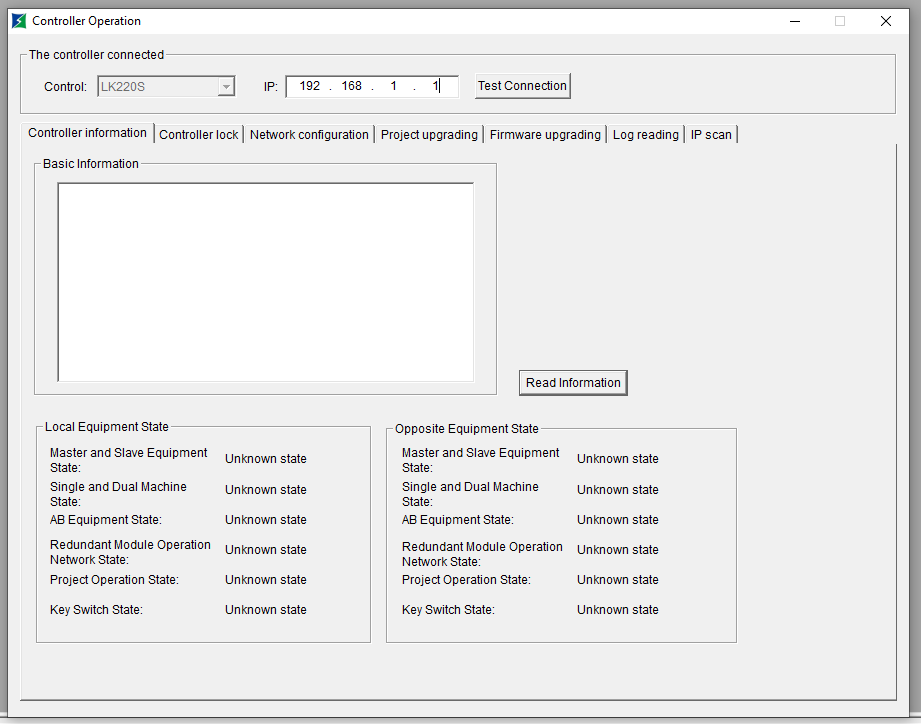 Controller Operation
The controller connected
Control: LK220S IP: 192 . 168 . 1 . 1 Test Connection
Controller information Controller lock Network configuration Project upgrading Firmware upgrading Log reading IP scan
Basic Information
Read Information
Local Equipment State
Master and Slave Equipment
State:
Unknown state
Single and Dual Machine
State:
Unknown state
AB Equipment State: Unknown state
Redundant Module Operation
Network State:
Unknown state
Project Operation State: Unknown state
Key Switch State: Unknown state
Opposite Equipment State
Master and Slave Equipment
State:
Unknown state
Single and Dual Machine
State:
Unknown state
AB Equipment State: Unknown state
Redundant Module Operation
Network State:
Unknown state
Project Operation State: Unknown state
Key Switch State: Unknown state